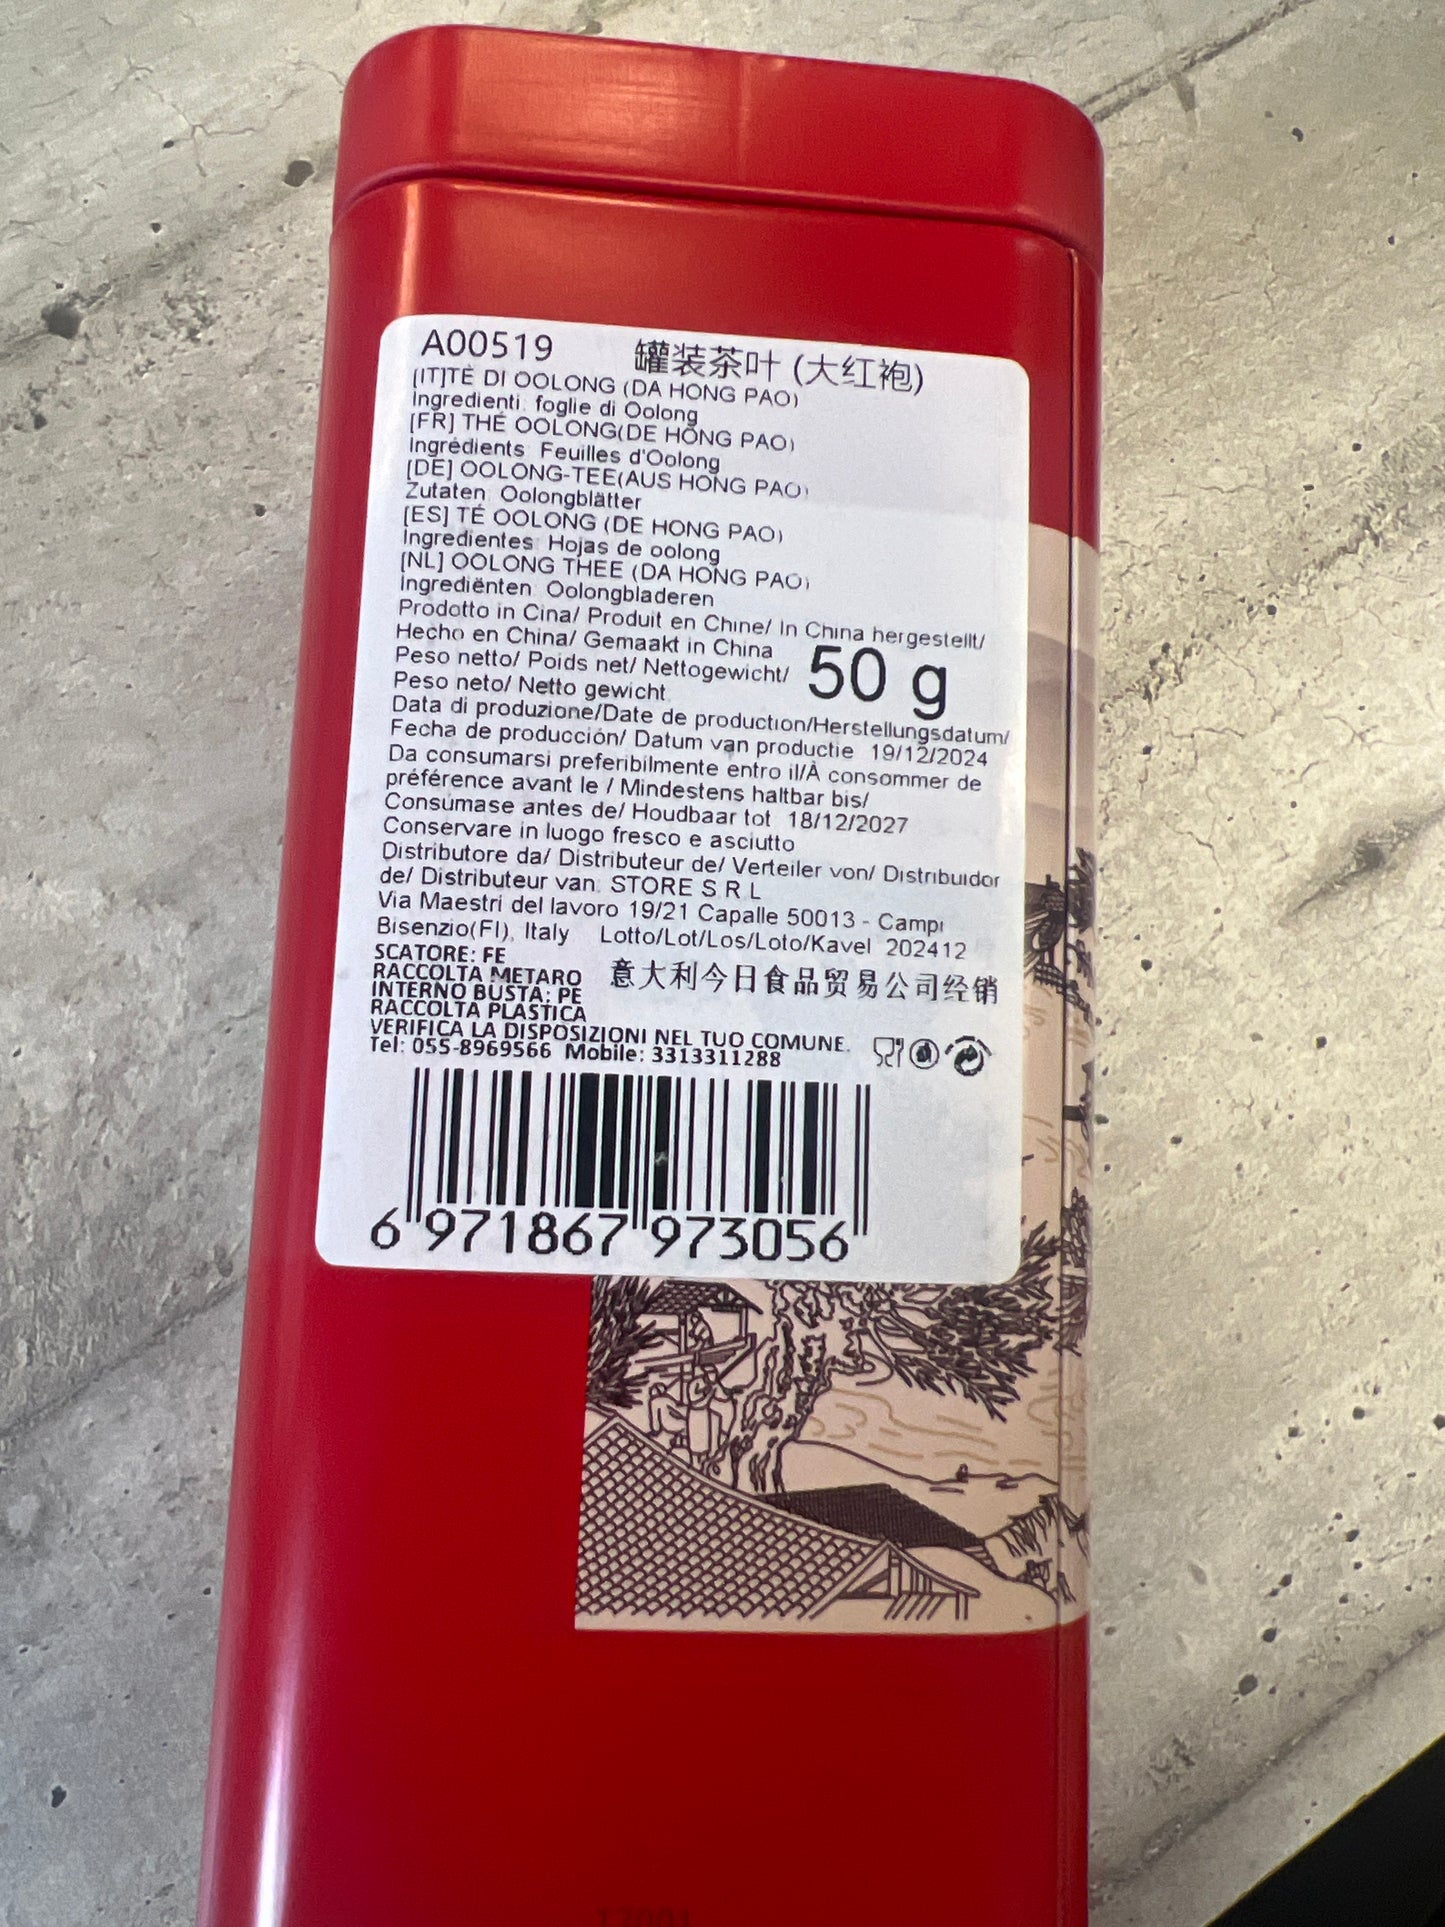 A00519 罐装茶叶 (大红袍)
[IT]TÈ DI OOLONG (DA HONG PAO)
Ingredienti: foglie di Oolong
[FR] THÉ OOLONG(DE HONG PAO)
Ingrédients: Feuilles d'Oolong
[DE] OOLONG-TEE(AUS HONG PAO)
Zutaten: Oolongblätter
[ES] TÉ OOLONG (DE HONG PAO)
Ingredientes: Hojas de oolong
[NL] OOLONG THEE (DA HONG PAO)
Ingrediënten: Oolongbladeren
Prodotto in Cina/ Produit en Chine/ In China hergestellt/
Hecho en China/ Gemaakt in China
Peso netto/ Poids net/ Nettogewicht/ 50 g
Peso neto/ Netto gewicht
Data di produzione/Date de production/Herstellungsdatum/
Fecha de producción/ Datum van productie 19/12/2024
Da consumarsi preferibilmente entro il/À consommer de
préférence avant le / Mindestens haltbar bis/
Consúmase antes de/ Houdbaar tot 18/12/2027
Conservare in luogo fresco e asciutto
Distributore da/ Distributeur de/ Verteiler von/ Distribuidor
de/ Distributeur van: STORE S R L
Via Maestri del lavoro 19/21 Capalle 50013 - Campi
Bisenzio(FI), Italy Lotto/Lot/Los/Loto/Kavel 202412
SCATORE: FE
RACCOLTA METARO
INTERNO BUSTA: PE
RACCOLTA PLASTICA
意大利今日食品贸易公司经销
VERIFICA LA DISPOSIZIONI NEL TUO COMUNE.
Tel: 055-8969566 Mobile: 3313311288
6 971867 973056